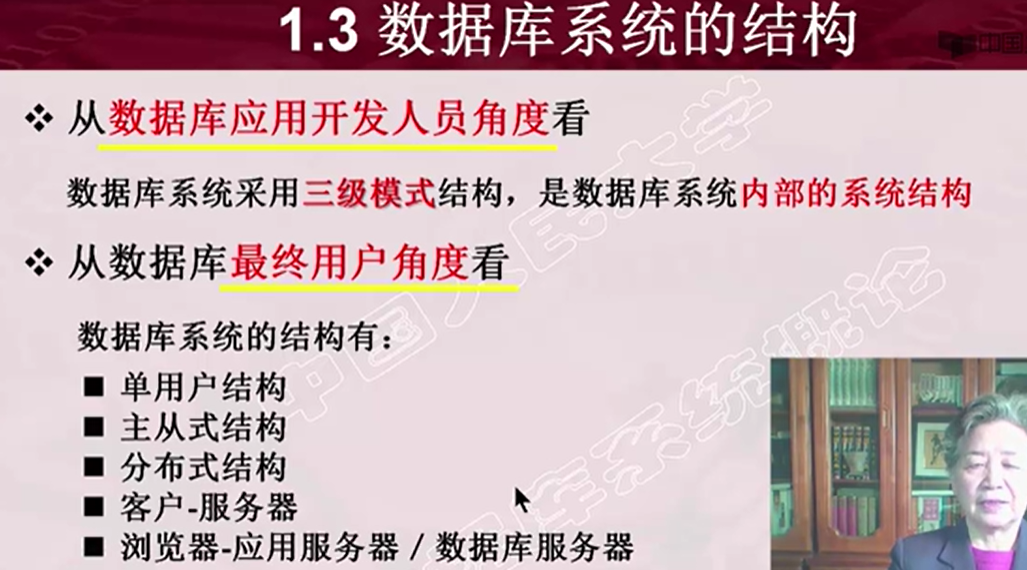 1.3 数据库系统的结构
中国
❖ 从数据库应用开发人员角度看
数据库系统采用三级模式结构，是数据库系统内部的系统结构
❖ 从数据库最终用户角度看
数据库系统的结构有：
■ 单用户结构
■ 主从式结构
■ 分布式结构
■ 客户-服务器
■ 浏览器-应用服务器 / 数据库服务器
中国人民大学
数据库系统概论